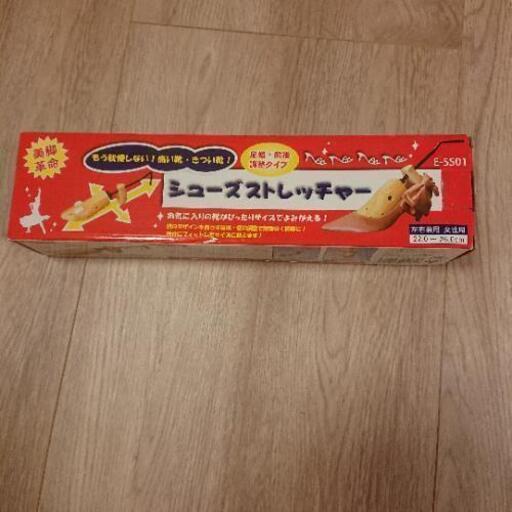 美脚
革命
もう我慢しない！痛い靴・きつい靴！
足幅・前後
調節タイプ
E-SS01
シューズストレッチャー
お気に入りの靴がぴったりサイズでよみがえる！
左右兼用 女性用
22.0～26.0cm